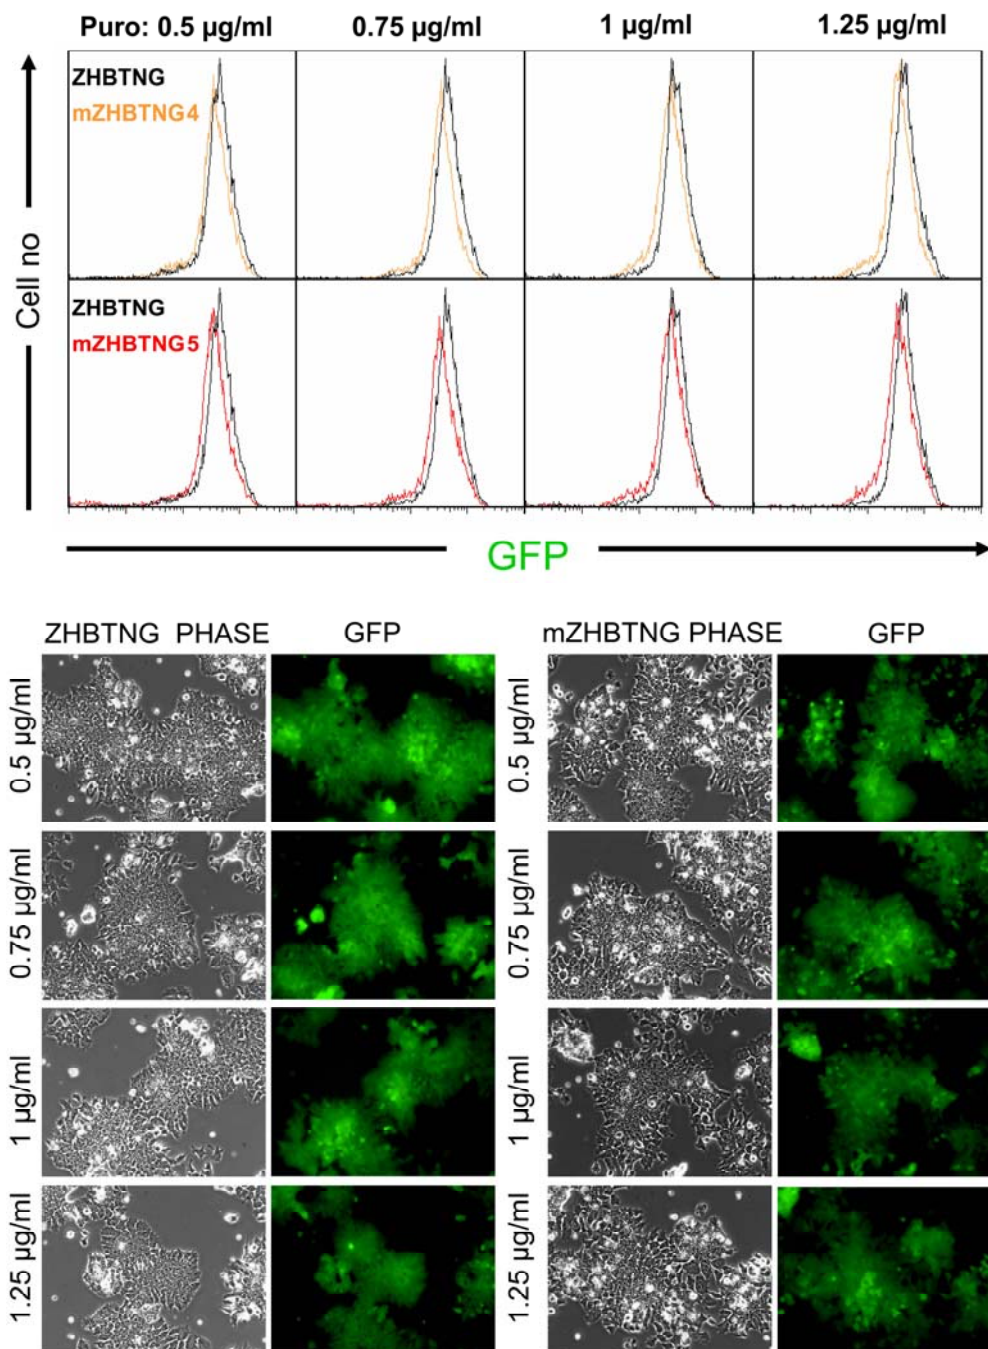 Puro: 0.5 µg/ml 0.75 µg/ml 1 µg/ml 1.25 µg/ml
ZHBTNG
mZHBTNG4
ZHBTNG
mZHBTNG5
Cell no
GFP
ZHBTNG PHASE GFP mZHBTNG PHASE GFP
0.5 µg/ml 0.5 µg/ml
0.75 µg/ml 0.75 µg/ml
1 µg/ml 1 µg/ml
1.25 µg/ml 1.25 µg/ml